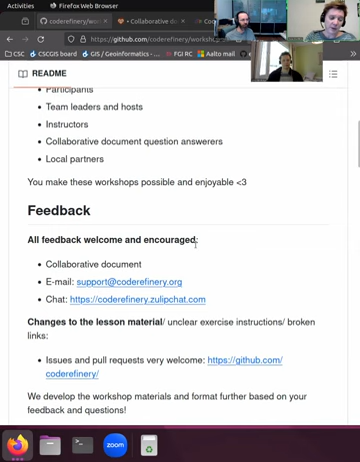 Activities
Firefox Web Browser
coderefinery/works
Collaborative do
https://github.com/coderefinery/works
CSC
CSCGIS board
GIS / Geoinformatics
FGI RC
Aalto mail
README
Participants
Team leaders and hosts
Instructors
Collaborative document question answerers
Local partners
You make these workshops possible and enjoyable <3
Feedback
All feedback welcome and encouraged:
Collaborative document
E-mail: support@coderefinery.org
Chat: https://coderefinery.zulipchat.com
Changes to the lesson material/ unclear exercise instructions/ broken
links:
Issues and pull requests very welcome: https://github.com/
coderefinery/
We develop the workshop materials and format further based on your
feedback and questions!
zoom